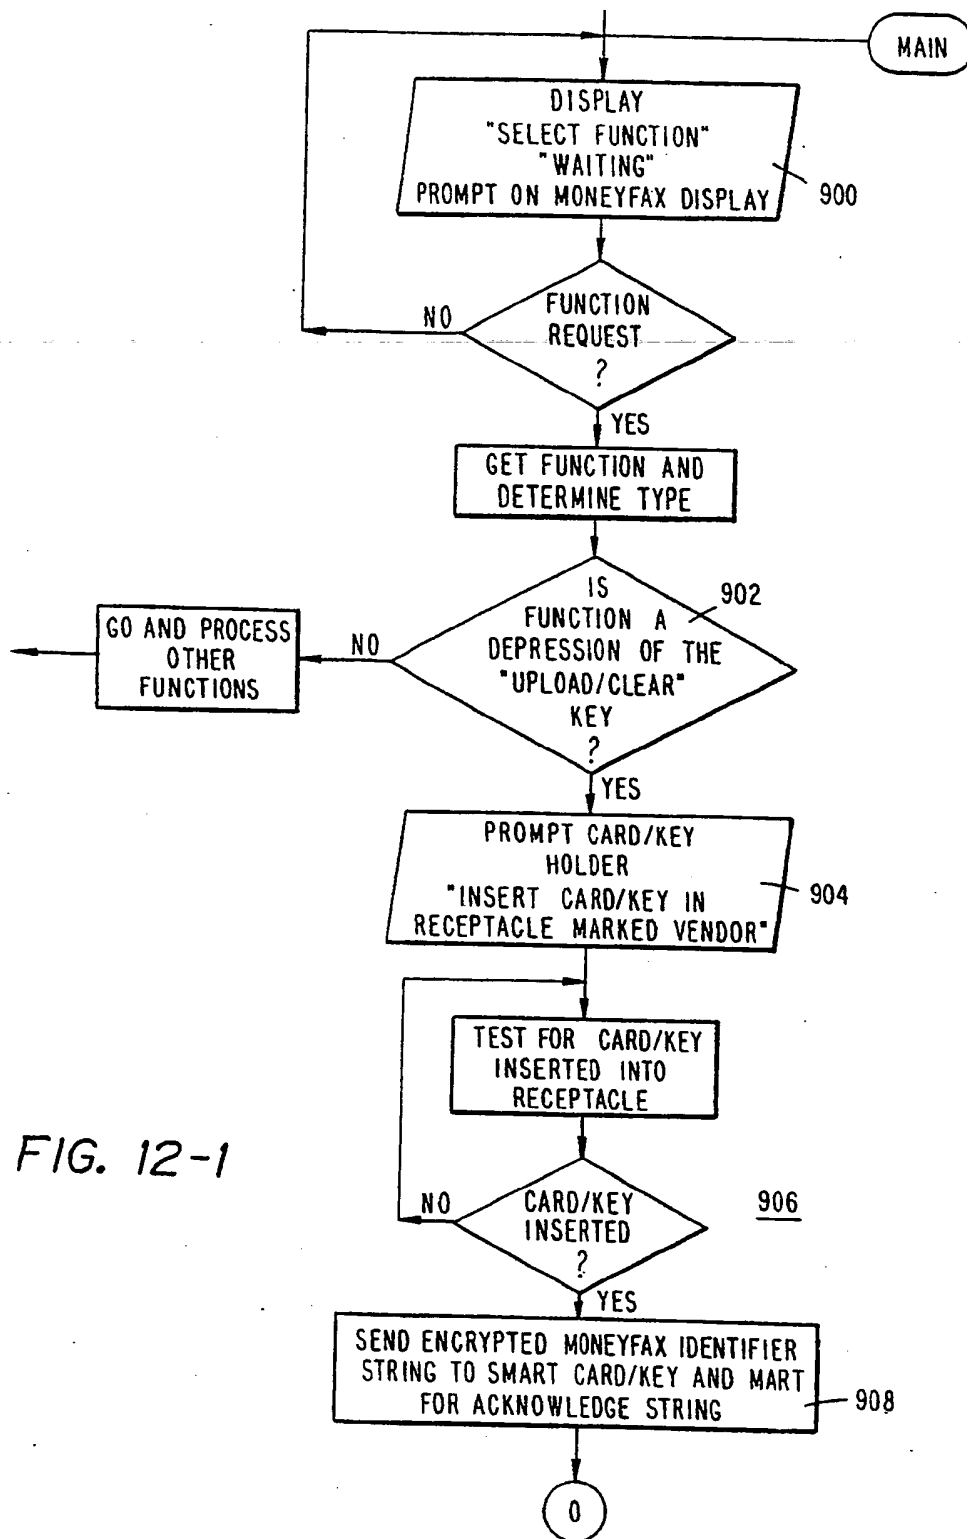 MAIN
DISPLAY
"SELECT FUNCTION"
"WAITING"
PROMPT ON MONEYFAX DISPLAY
900
FUNCTION
REQUEST
?
NO
YES
GET FUNCTION AND
DETERMINE TYPE
902
IS
FUNCTION A
DEPRESSION OF THE
"UPLOAD/CLEAR"
KEY
?
NO
GO AND PROCESS
OTHER
FUNCTIONS
YES
PROMPT CARD/KEY
HOLDER
"INSERT CARD/KEY IN
RECEPTACLE MARKED VENDOR"
904
TEST FOR CARD/KEY
INSERTED INTO
RECEPTACLE
FIG. 12-1
CARD/KEY
INSERTED
?
NO
906
YES
SEND ENCRYPTED MONEYFAX IDENTIFIER
STRING TO SMART CARD/KEY AND MART
FOR ACKNOWLEDGE STRING
908
0